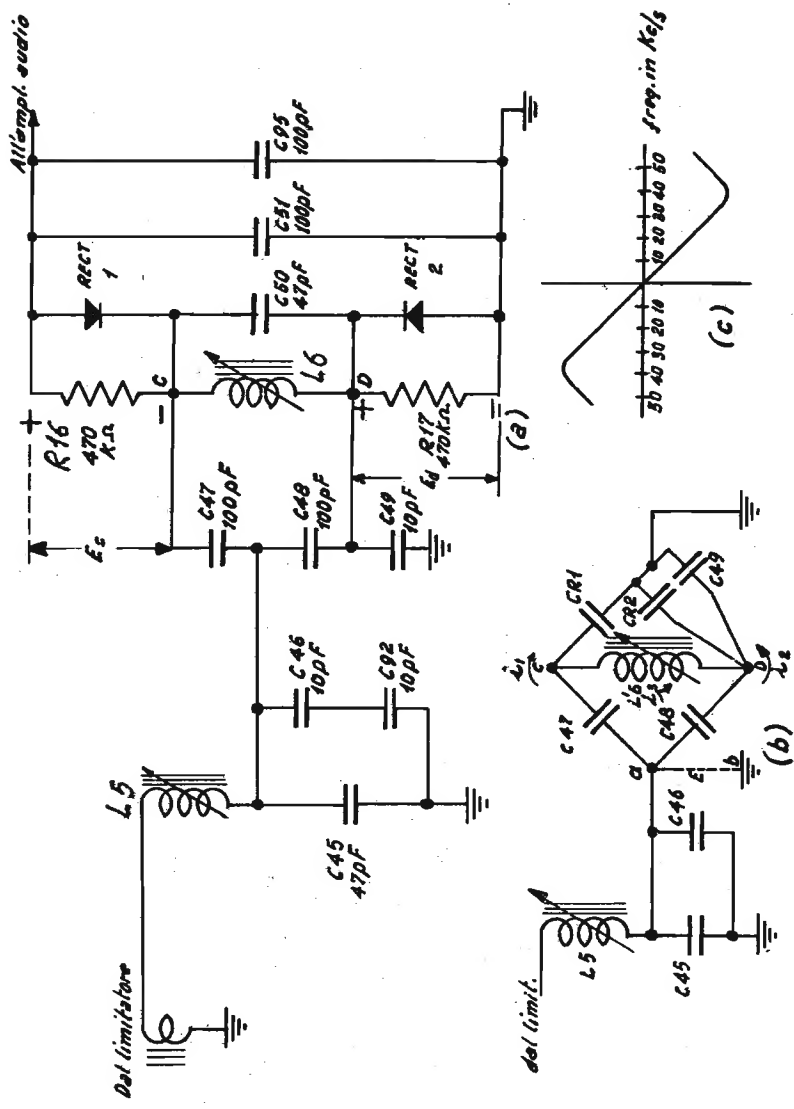 Dal limitatore
L5
C45
47pF
C46
10pF
C92
10pF
Ec
+
R16
470
KΩ
–
C
C47
100pF
C48
100pF
C49
10pF
L6
D
+
R17
470KΩ
Ed
–
RECT
1
C50
47pF
RECT
2
C51
100pF
C95
100pF
All'ampl. audio
(a)
dal limit.
L5
C45
C46
a
E
b
C47
C48
i1
C
L6
D
i2
CR1
CR2
C49
(b)
50 40 30 20 10
10 20 30 40 50
freq. in Kc/s
(c)